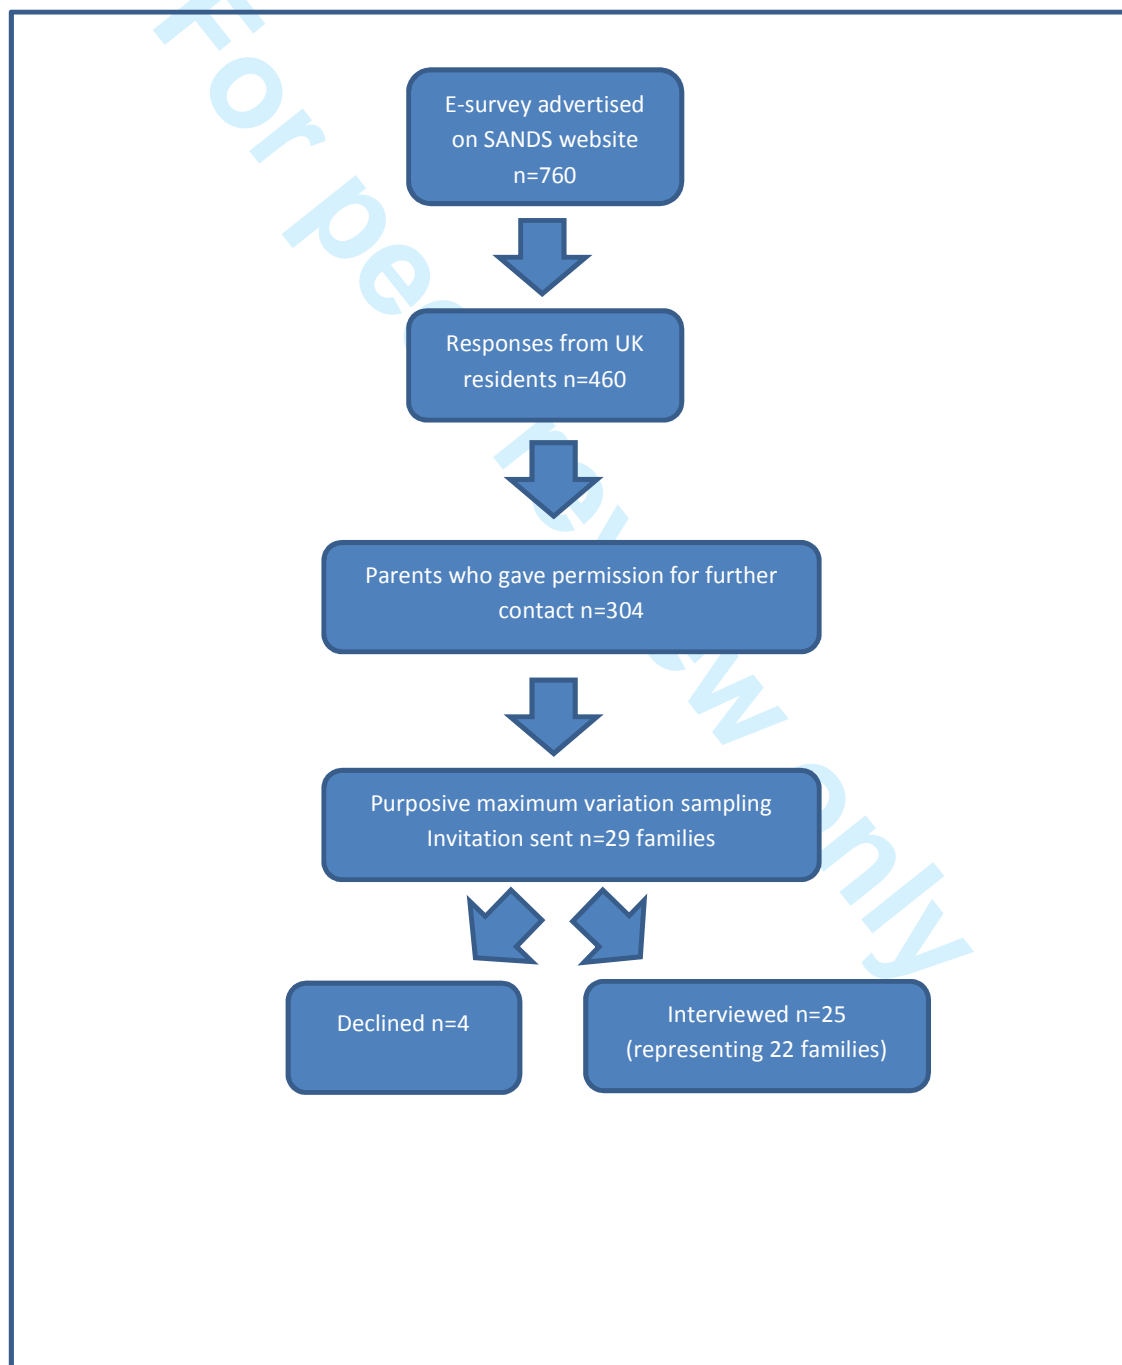 For peer review only
E-survey advertised
on SANDS website
n=760
Responses from UK
residents n=460
Parents who gave permission for further
contact n=304
Purposive maximum variation sampling
Invitation sent n=29 families
Declined n=4
Interviewed n=25
(representing 22 families)